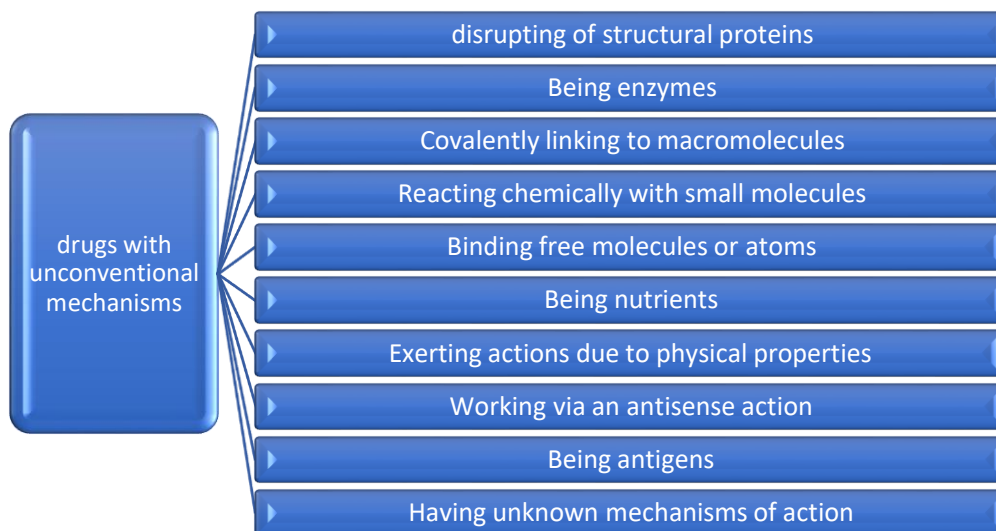 drugs with
unconventional
mechanisms
disrupting of structural proteins
Being enzymes
Covalently linking to macromolecules
Reacting chemically with small molecules
Binding free molecules or atoms
Being nutrients
Exerting actions due to physical properties
Working via an antisense action
Being antigens
Having unknown mechanisms of action